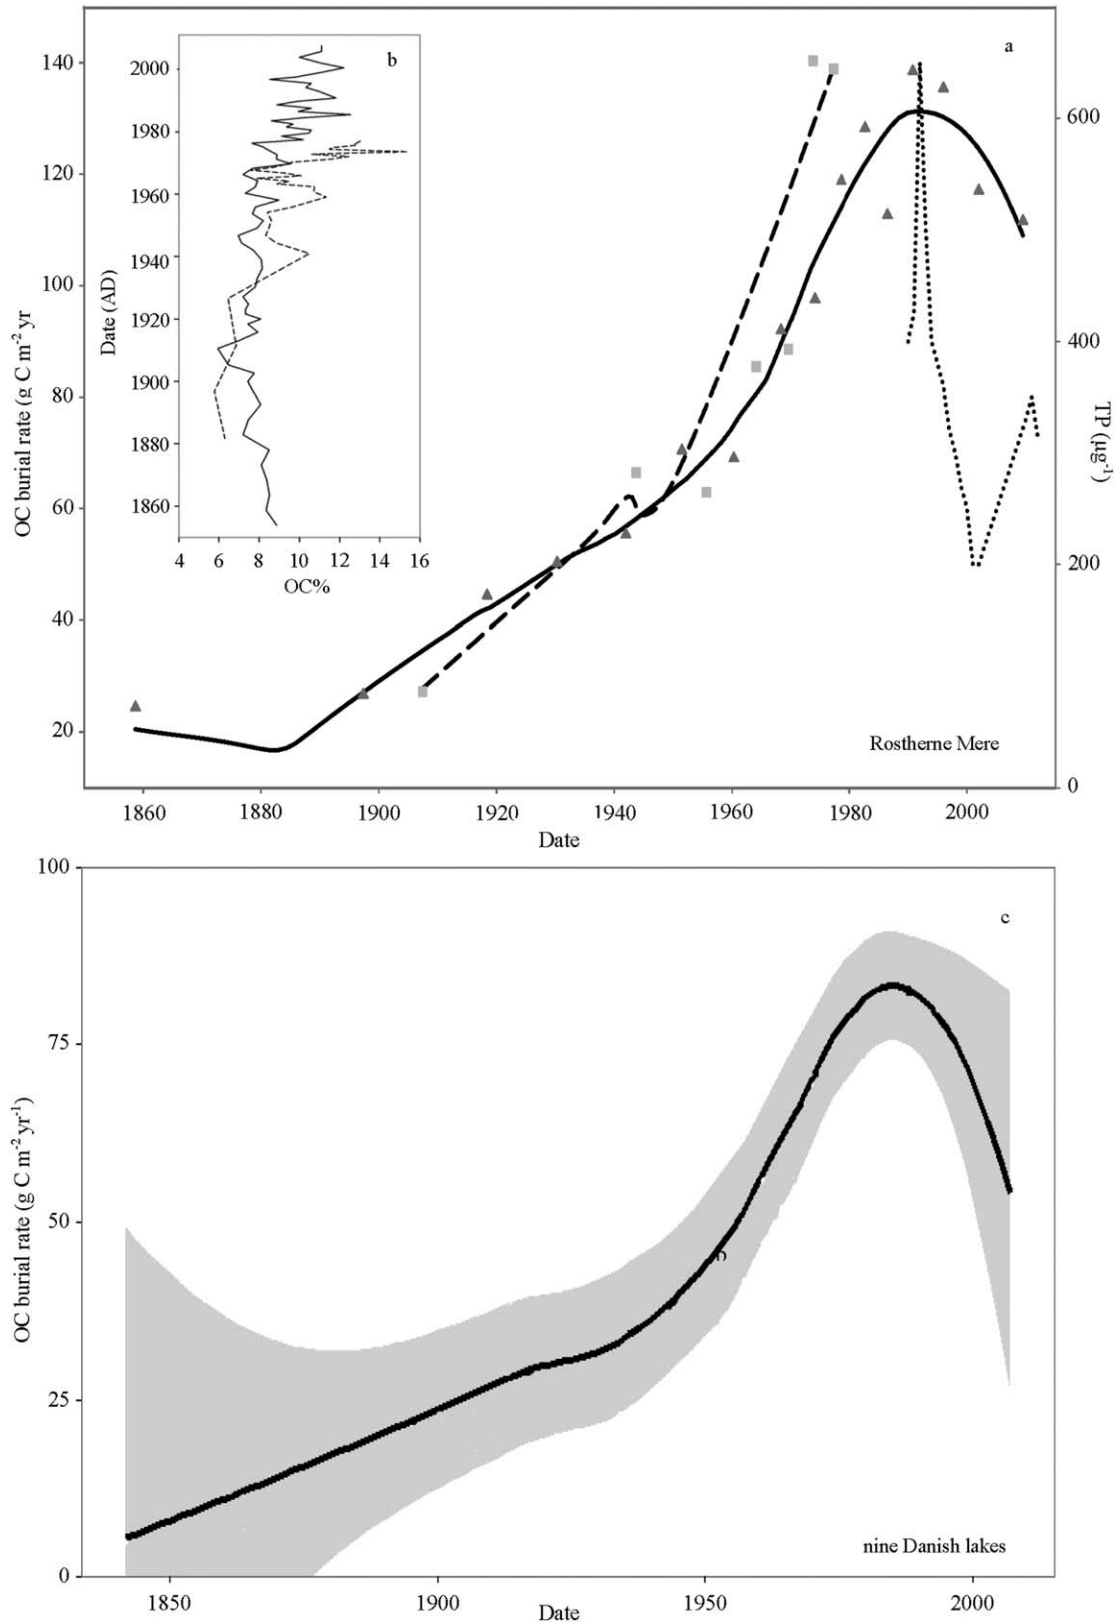 a
140
120
100
80
60
40
20
OC burial rate (g C m-2 yr
b
2000
1980
1960
1940
1920
1900
1880
1860
Date (AD)
4 6 8 10 12 14 16
OC%
600
400
200
0
TP (µg-1)
Rostherne Mere
1860 1880 1900 1920 1940 1960 1980 2000
Date
c
100
75
50
25
0
OC burial rate (g C m-2 yr-1)
nine Danish lakes
1850 1900 1950 2000
Date